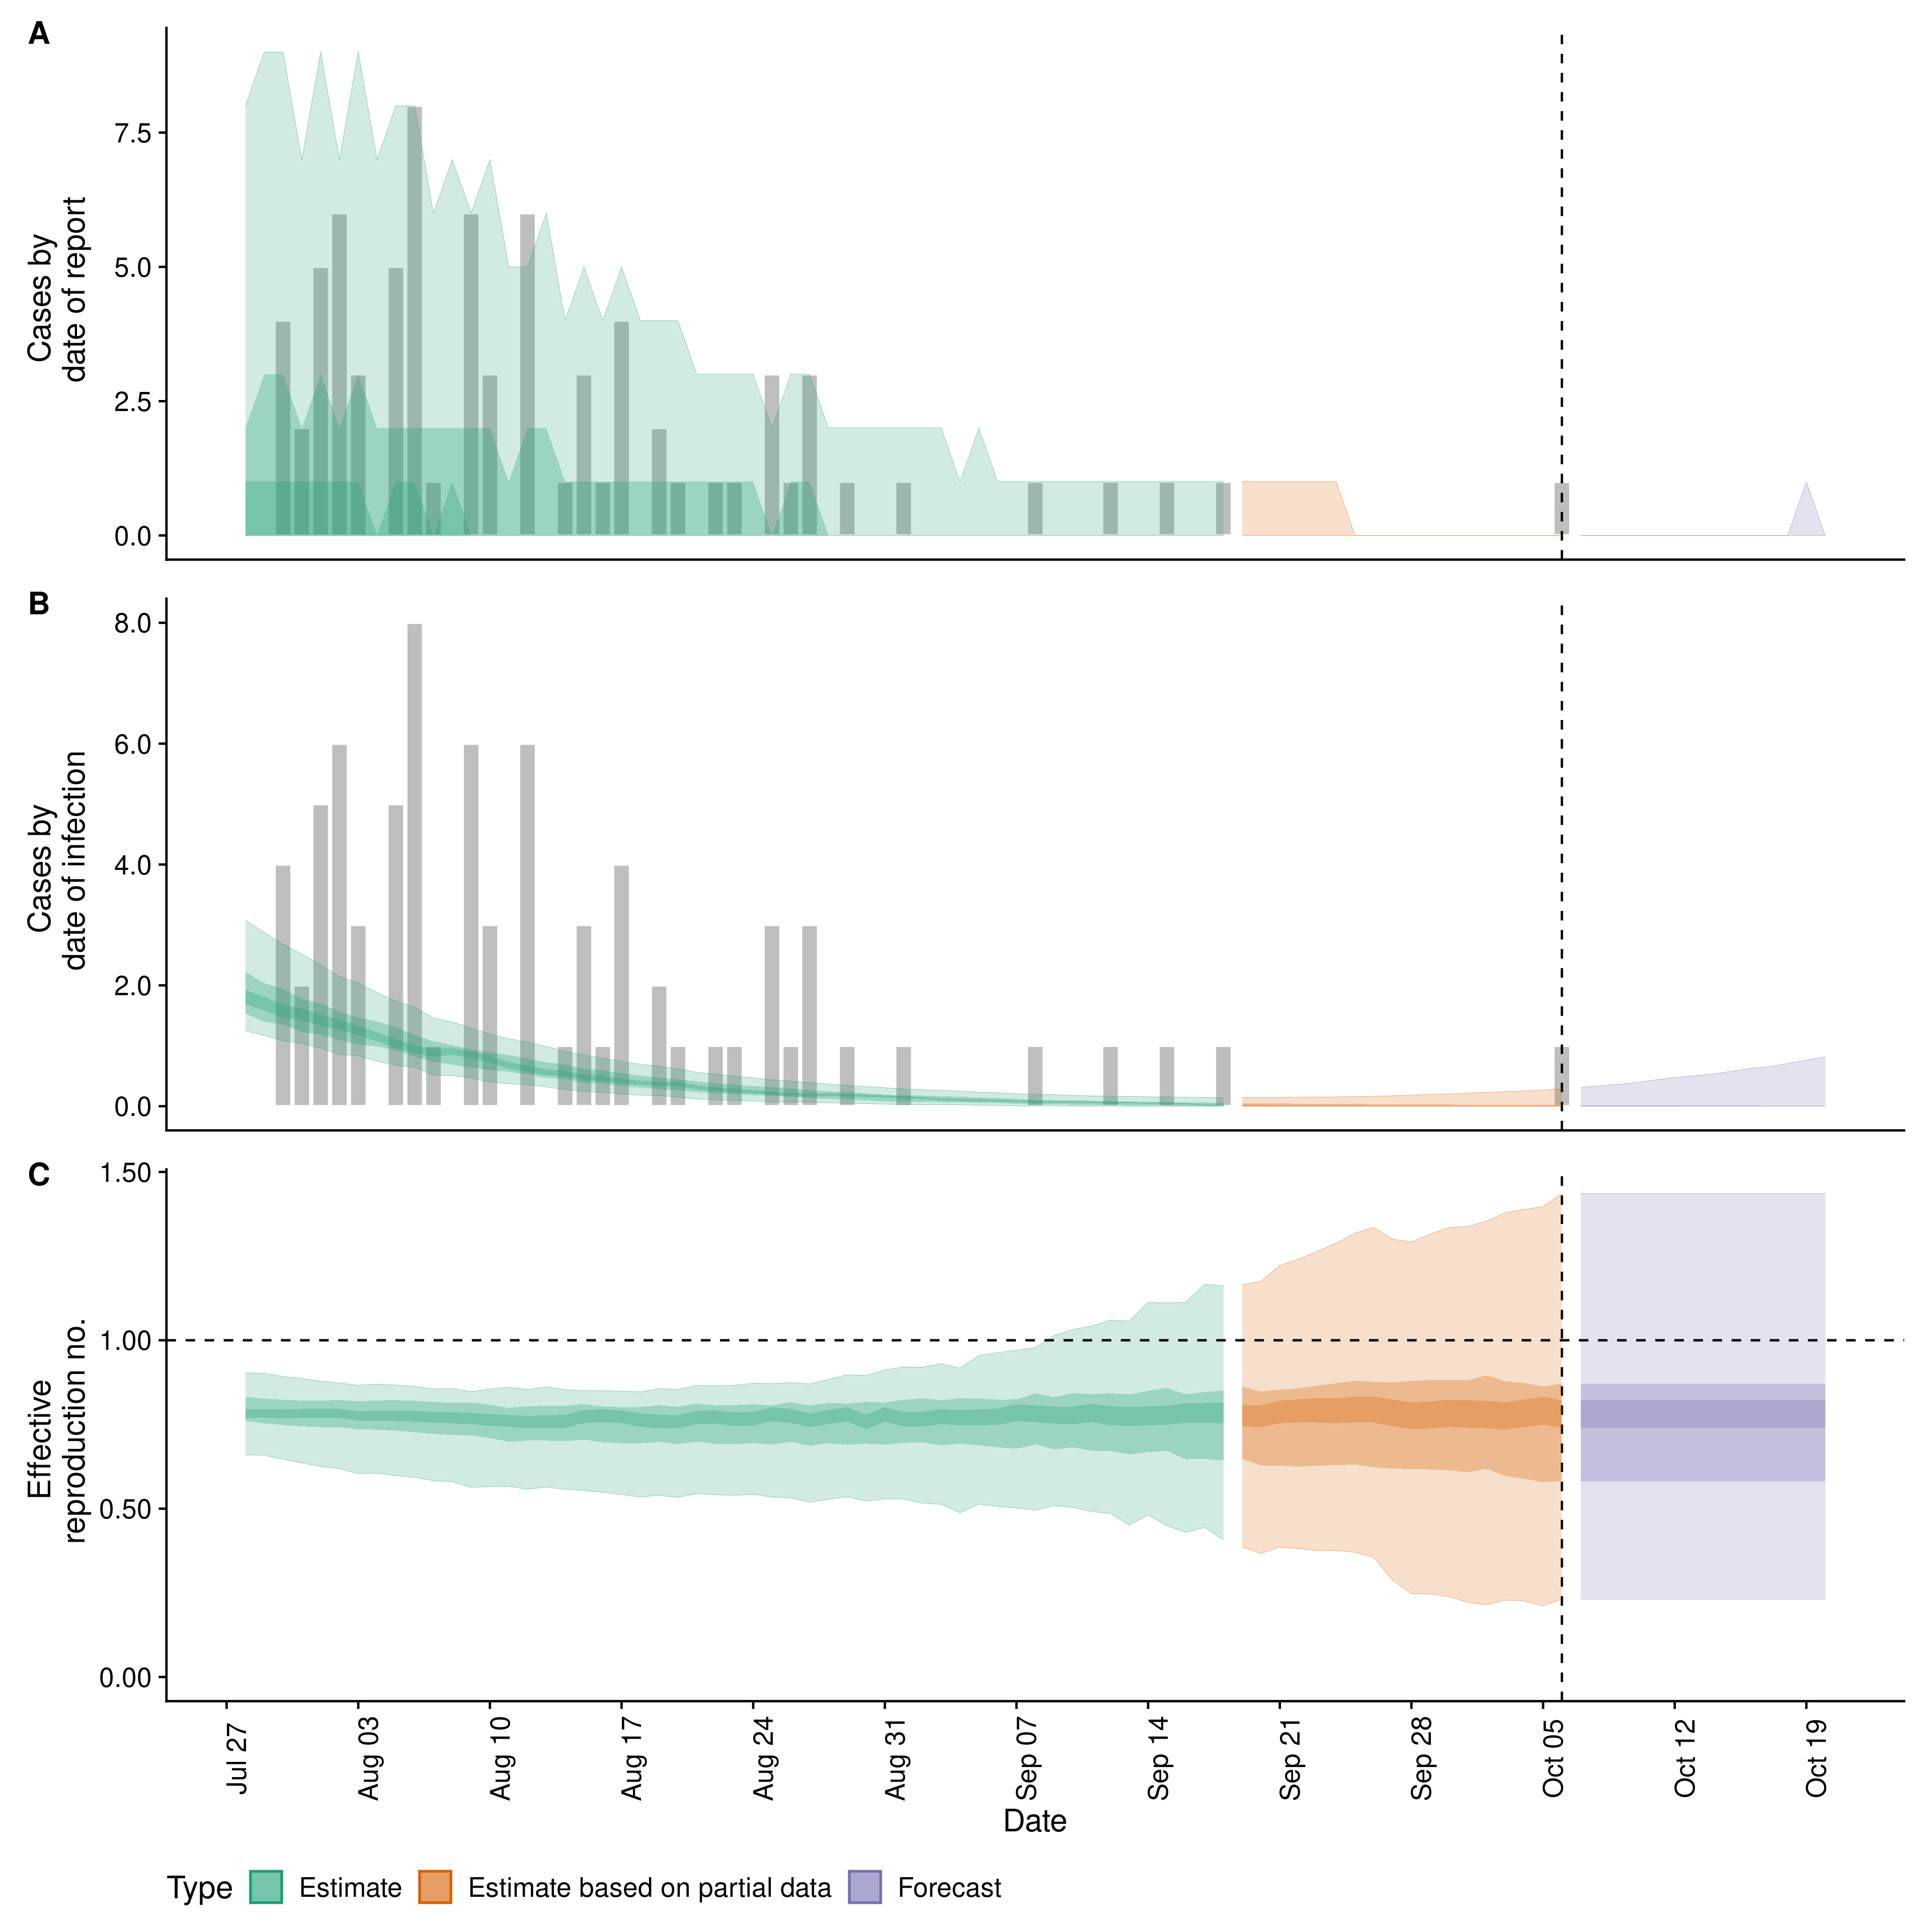 A
Cases by
date of report
7.5
5.0
2.5
0.0
B
Cases by
date of infection
8.0
6.0
4.0
2.0
0.0
C
Effective
reproduction no.
1.50
1.00
0.50
0.00
Jul 27
Aug 03
Aug 10
Aug 17
Aug 24
Aug 31
Sep 07
Sep 14
Sep 21
Sep 28
Oct 05
Oct 12
Oct 19
Date
Type Estimate Estimate based on partial data Forecast